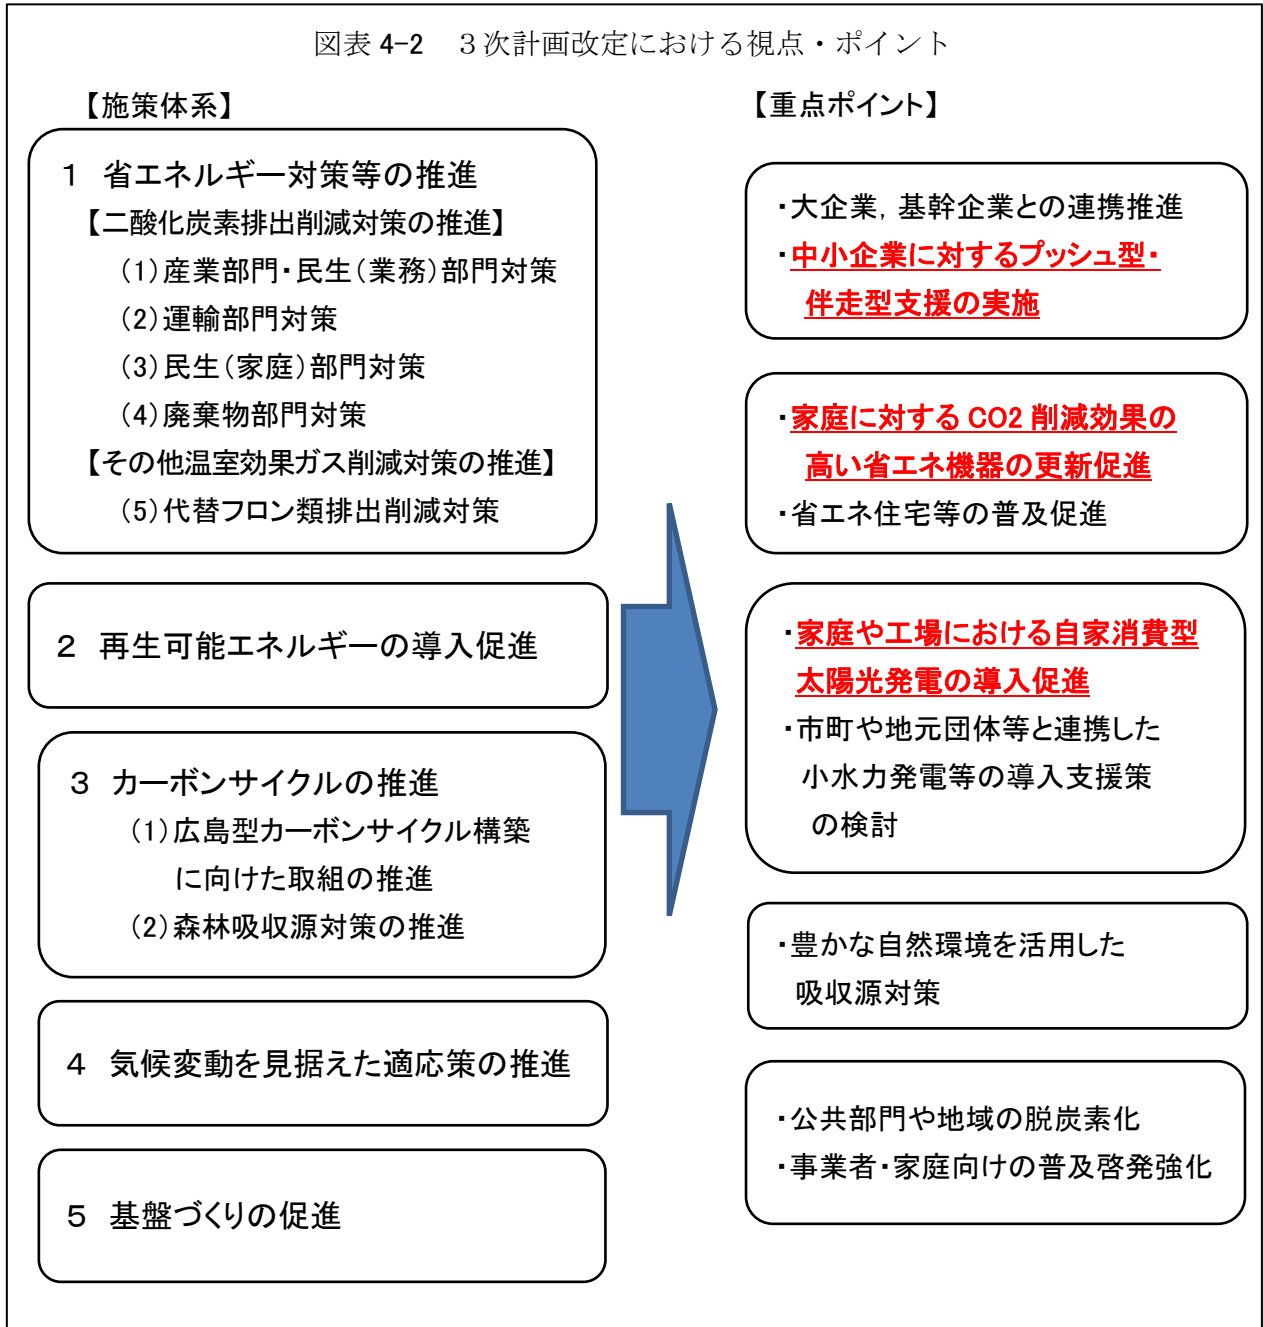 図表 4-2　３次計画改定における視点・ポイント
【施策体系】
１　省エネルギー対策等の推進
【二酸化炭素排出削減対策の推進】
(1)産業部門・民生(業務)部門対策
(2)運輸部門対策
(3)民生(家庭)部門対策
(4)廃棄物部門対策
【その他温室効果ガス削減対策の推進】
(5)代替フロン類排出削減対策
２　再生可能エネルギーの導入促進
３　カーボンサイクルの推進
(1)広島型カーボンサイクル構築
に向けた取組の推進
(2)森林吸収源対策の推進
４　気候変動を見据えた適応策の推進
５　基盤づくりの促進
【重点ポイント】
・大企業，基幹企業との連携推進
・中小企業に対するプッシュ型・
伴走型支援の実施
・家庭に対する CO2 削減効果の
高い省エネ機器の更新促進
・省エネ住宅等の普及促進
・家庭や工場における自家消費型
太陽光発電の導入促進
・市町や地元団体等と連携した
小水力発電等の導入支援策
の検討
・豊かな自然環境を活用した
吸収源対策
・公共部門や地域の脱炭素化
・事業者・家庭向けの普及啓発強化